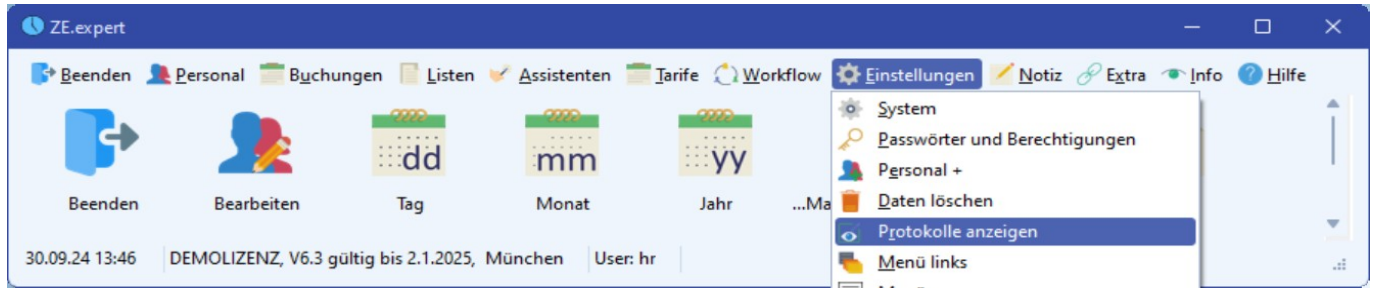 ZE.expert
Beenden Personal Buchungen Listen Assistenten Tarife Workflow Einstellungen Notiz Extra Info Hilfe
System
Passwörter und Berechtigungen
Personal +
Daten löschen
Protokolle anzeigen
Menü links
dd mm yy
Beenden Bearbeiten Tag Monat Jahr ...Ma
30.09.24 13:46 DEMOLIZENZ, V6.3 gültig bis 2.1.2025, München User: hr